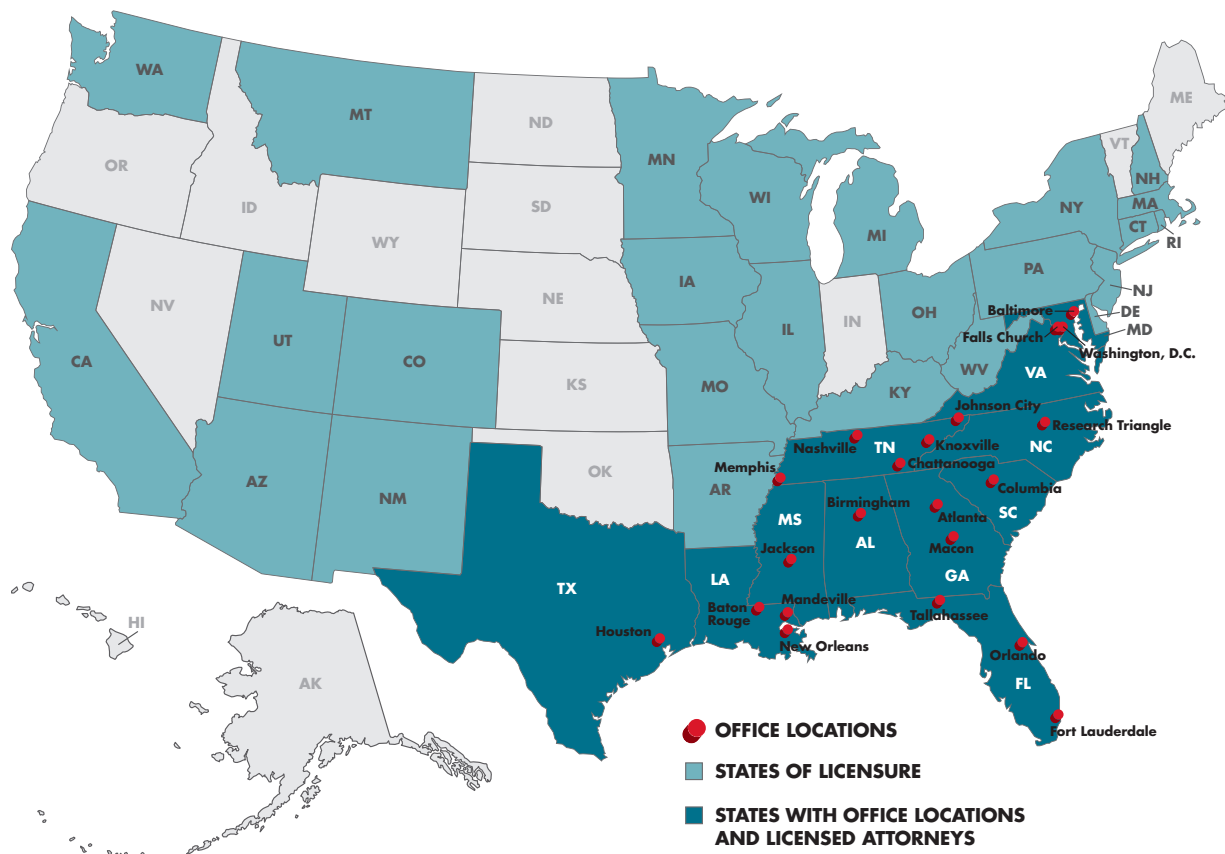 WA
MT
ND
MN
OR
ID
WY
SD
WI
MI
NY
VT
ME
NH
MA
CT
RI
NV
UT
CO
NE
IA
IL
IN
OH
PA
NJ
DE
MD
CA
KS
MO
KY
WV
VA
Baltimore
Falls Church
Washington, D.C.
Johnson City
Research Triangle
Nashville
TN
Knoxville
NC
Memphis
Chattanooga
Columbia
AZ
NM
OK
AR
MS
Birmingham
Atlanta
SC
Jackson
AL
Macon
GA
TX
LA
Baton
Rouge
Mandeville
Tallahassee
Houston
New Orleans
Orlando
FL
Fort Lauderdale
HI
AK
OFFICE LOCATIONS
STATES OF LICENSURE
STATES WITH OFFICE LOCATIONS
AND LICENSED ATTORNEYS